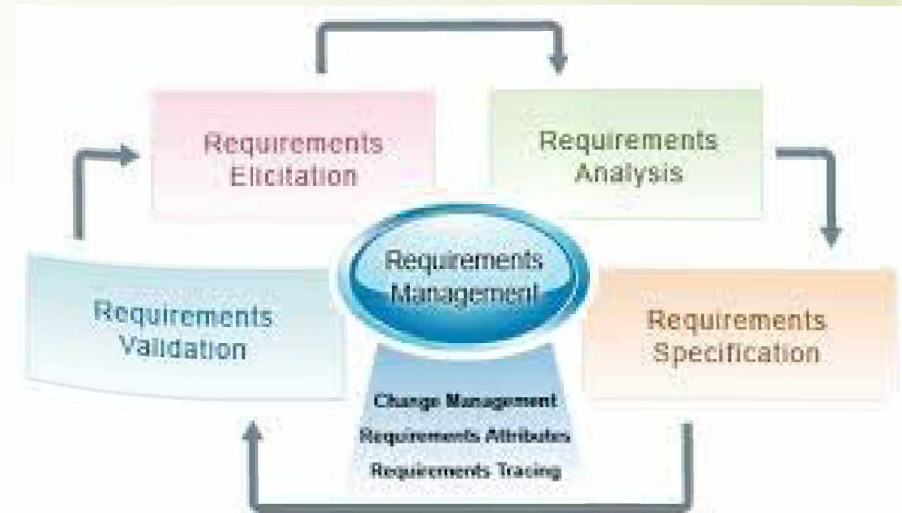 Requirements
Elicitation
Requirements
Analysis
Requirements
Management
Requirements
Validation
Requirements
Specification
Change Management
Requirements Attributes
Requirements Tracing